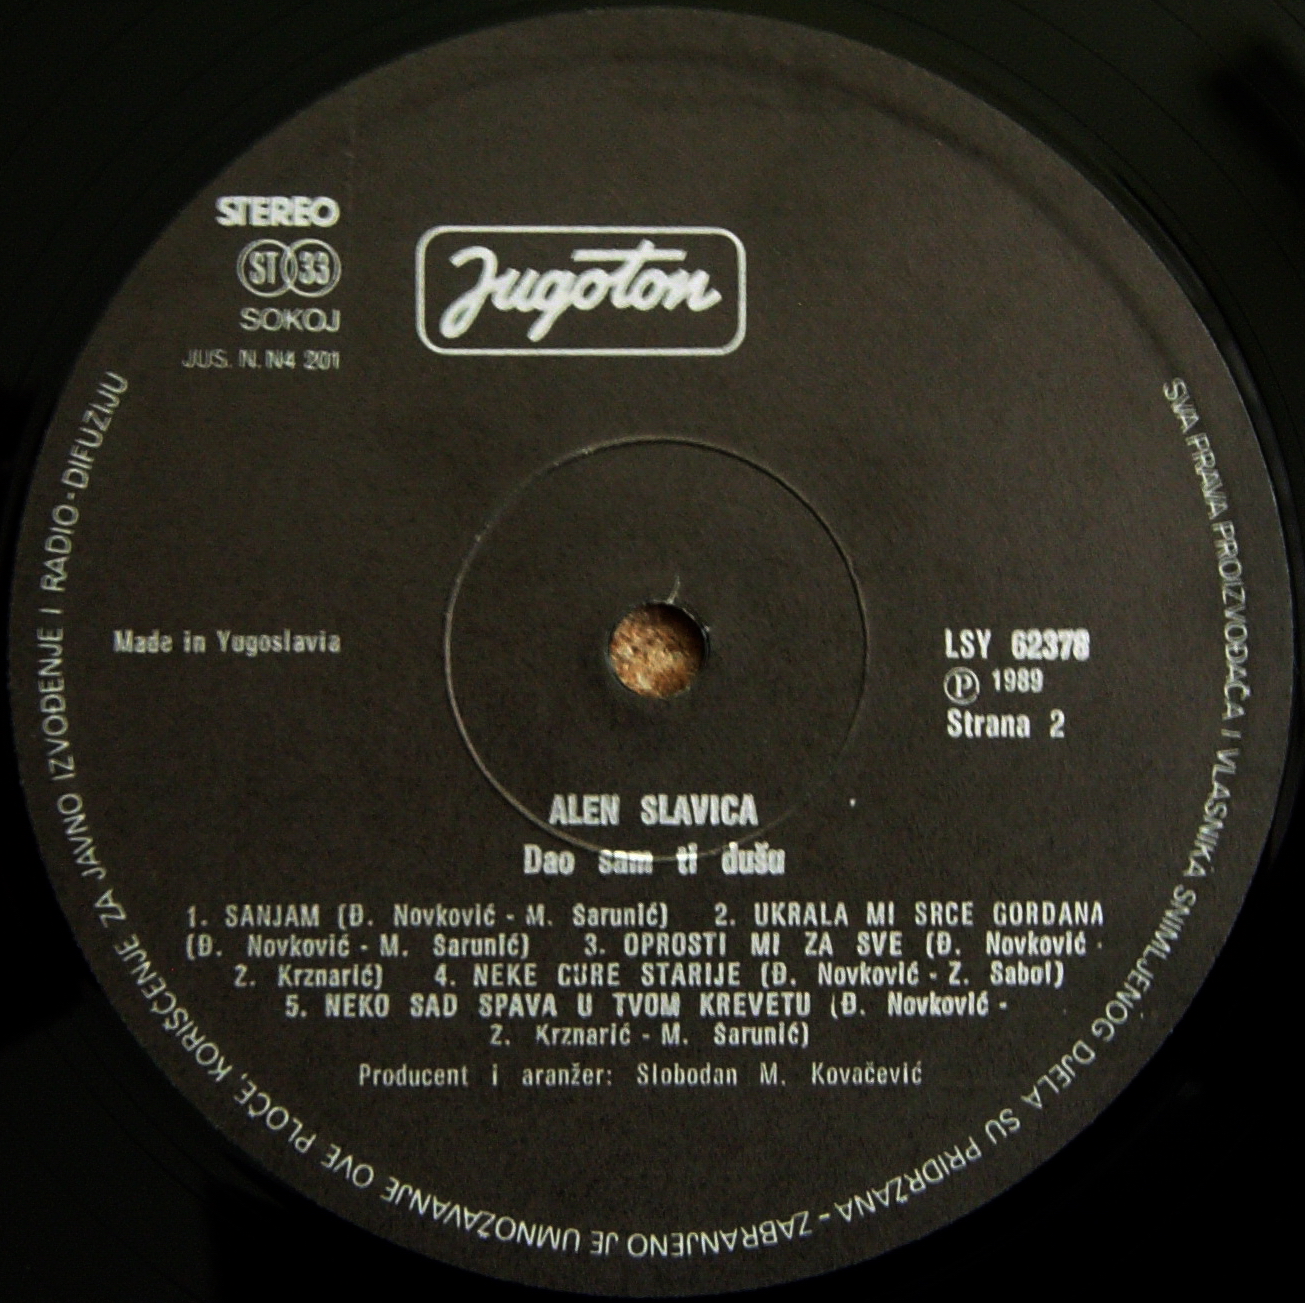 STEREO
ST 33
SOKOJ
JUS. N. N4 201
Jugoton
Made in Yugoslavia
LSY 62378
Ⓟ 1989
Strana 2
ALEN SLAVICA
Dao sam ti dušu
1. SANJAM (Đ. Novković - M. Šarunić) 2. UKRALA MI SRCE GORDANA
(Đ. Novković - M. Šarunić) 3. OPROSTI MI ZA SVE (Đ. Novković -
Z. Krznarić) 4. NEKE CURE STARIJE (Đ. Novković - Z. Sabol)
5. NEKO SAD SPAVA U TVOM KREVETU (Đ. Novković -
Z. Krznarić - M. Šarunić)
Producent i aranžer: Slobodan M. Kovačević
SVA PRAVA PROIZVOĐAČA I VLASNIKA SNIMLJENOG DJELA SU PRIDRŽANA - ZABRANJENO JE UMNOŽAVANJE OVE PLOČE, KORIŠĆENJE ZA JAVNO IZVOĐENJE I RADIO-DIFUZIJU